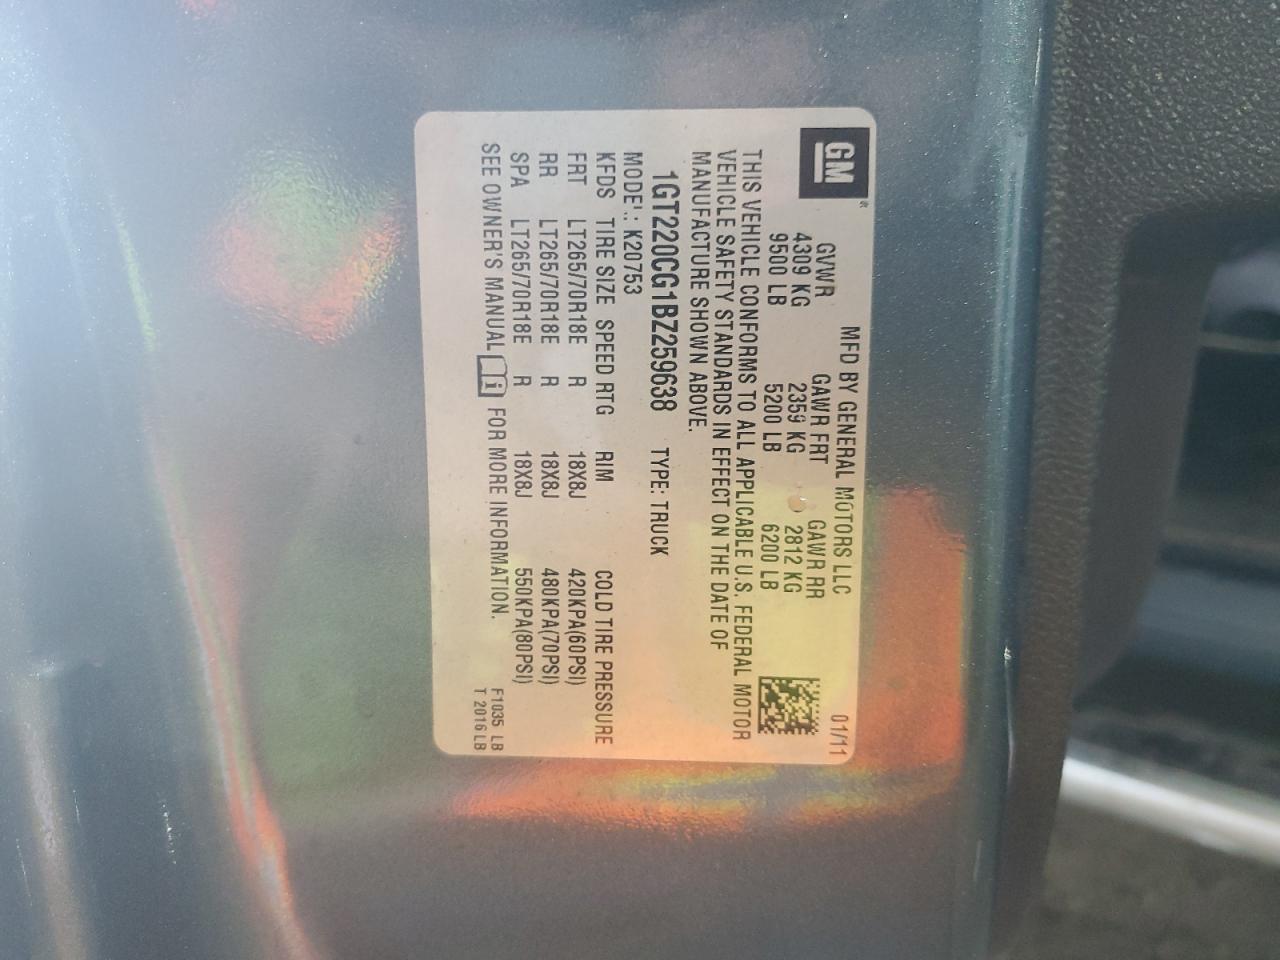 GM®
MFD BY GENERAL MOTORS LLC 01/11
GVWR GAWR FRT GAWR RR
4309 KG 2359 KG 2812 KG
9500 LB 5200 LB 6200 LB
THIS VEHICLE CONFORMS TO ALL APPLICABLE U.S. FEDERAL MOTOR
VEHICLE SAFETY STANDARDS IN EFFECT ON THE DATE OF
MANUFACTURE SHOWN ABOVE.
1GT220CG1BZ259638 TYPE: TRUCK
MODE'.: K20753
KFDS TIRE SIZE SPEED RTG RIM COLD TIRE PRESSURE
FRT LT265/70R18E R 18X8J 420KPA(60PSI)
RR LT265/70R18E R 18X8J 480KPA(70PSI)
SPA LT265/70R18E R 18X8J 550KPA(80PSI)
SEE OWNER'S MANUAL i FOR MORE INFORMATION.
F1035 LB
T 2016 LB